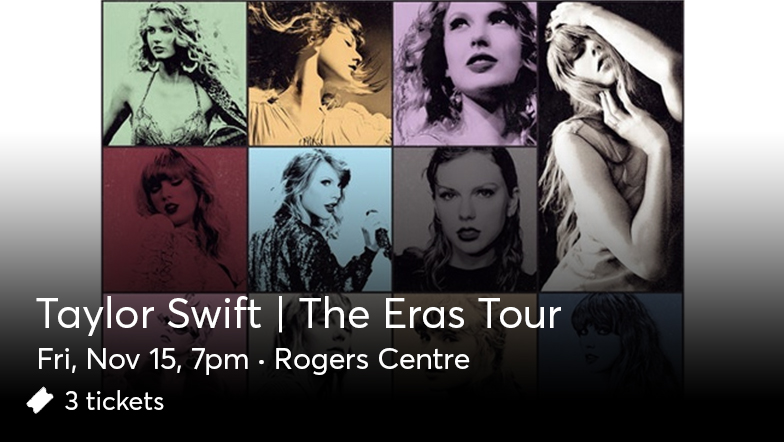 Taylor Swift | The Eras Tour
Fri, Nov 15, 7pm · Rogers Centre
3 tickets